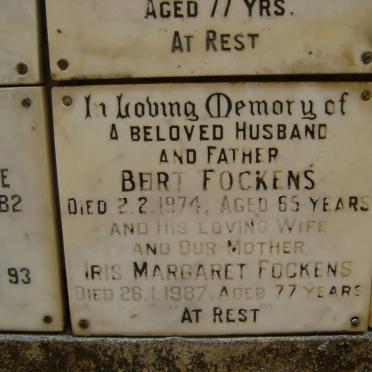 AGED 77 YRS.
AT REST
In Loving Memory of
A BELOVED HUSBAND
AND FATHER
BERT FOCKENS
DIED 2.2.1974, AGED 65 YEARS
AND HIS LOVING WIFE
AND OUR MOTHER
IRIS MARGARET FOCKENS
DIED 26.1.1987, AGED 77 YEARS
"AT REST"
E
82
93